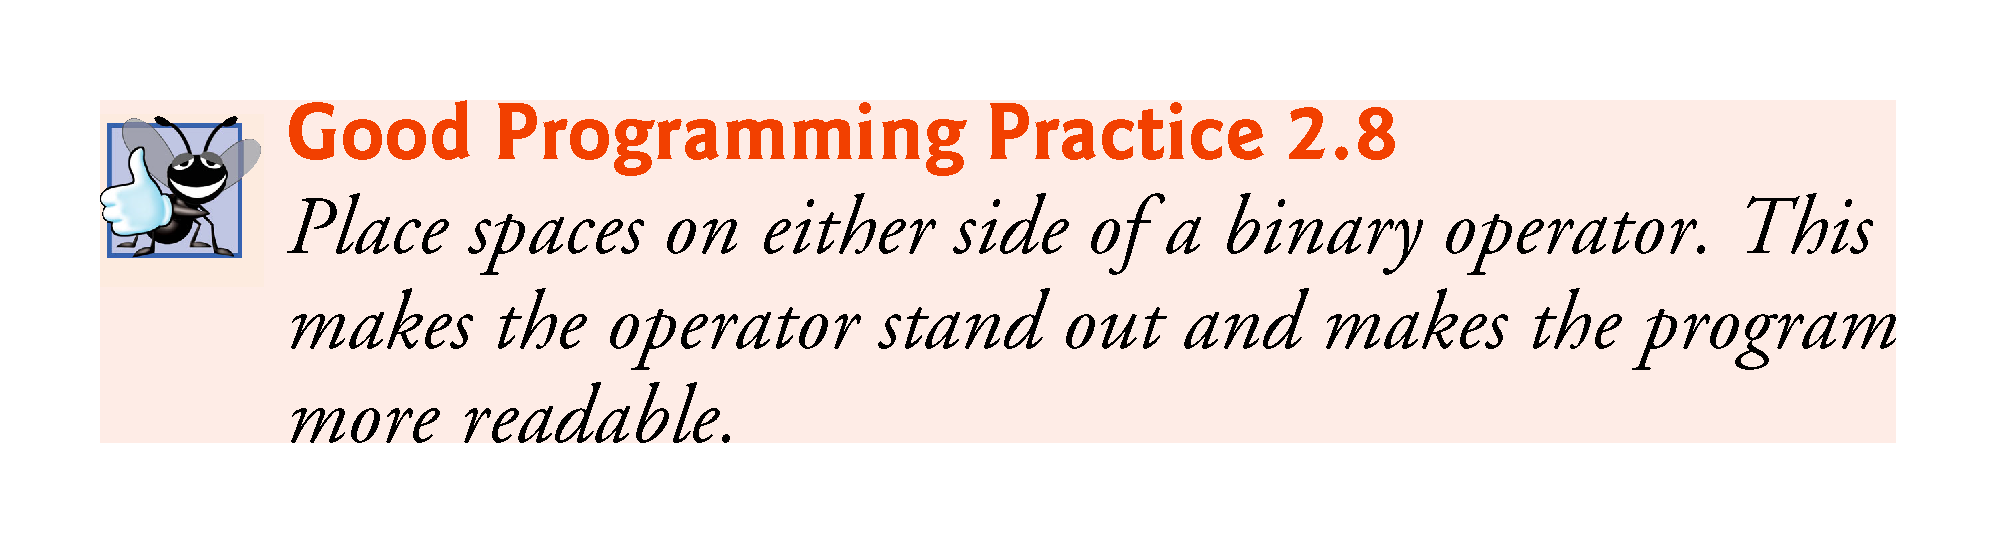 Good Programming Practice 2.8
Place spaces on either side of a binary operator. This
makes the operator stand out and makes the program
more readable.